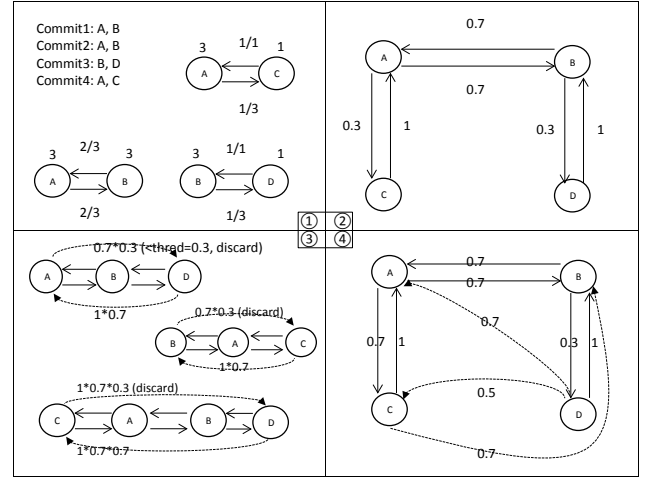 Commit1: A, B
Commit2: A, B
Commit3: B, D
Commit4: A, C
3 1/1 1
A C
1/3
2/3
3 3
A B
2/3
1/1
3 1
B D
1/3
0.7
A B
0.7
0.3 1 0.3 1
C D
① ②
③ ④
0.7*0.3 (<thred=0.3, discard)
A B D
1*0.7
0.7*0.3 (discard)
B A C
1*0.7
1*0.7*0.3 (discard)
C A B D
1*0.7*0.7
0.7
A B
0.7
0.7
0.7 1 0.3 1
0.5
C D
0.7